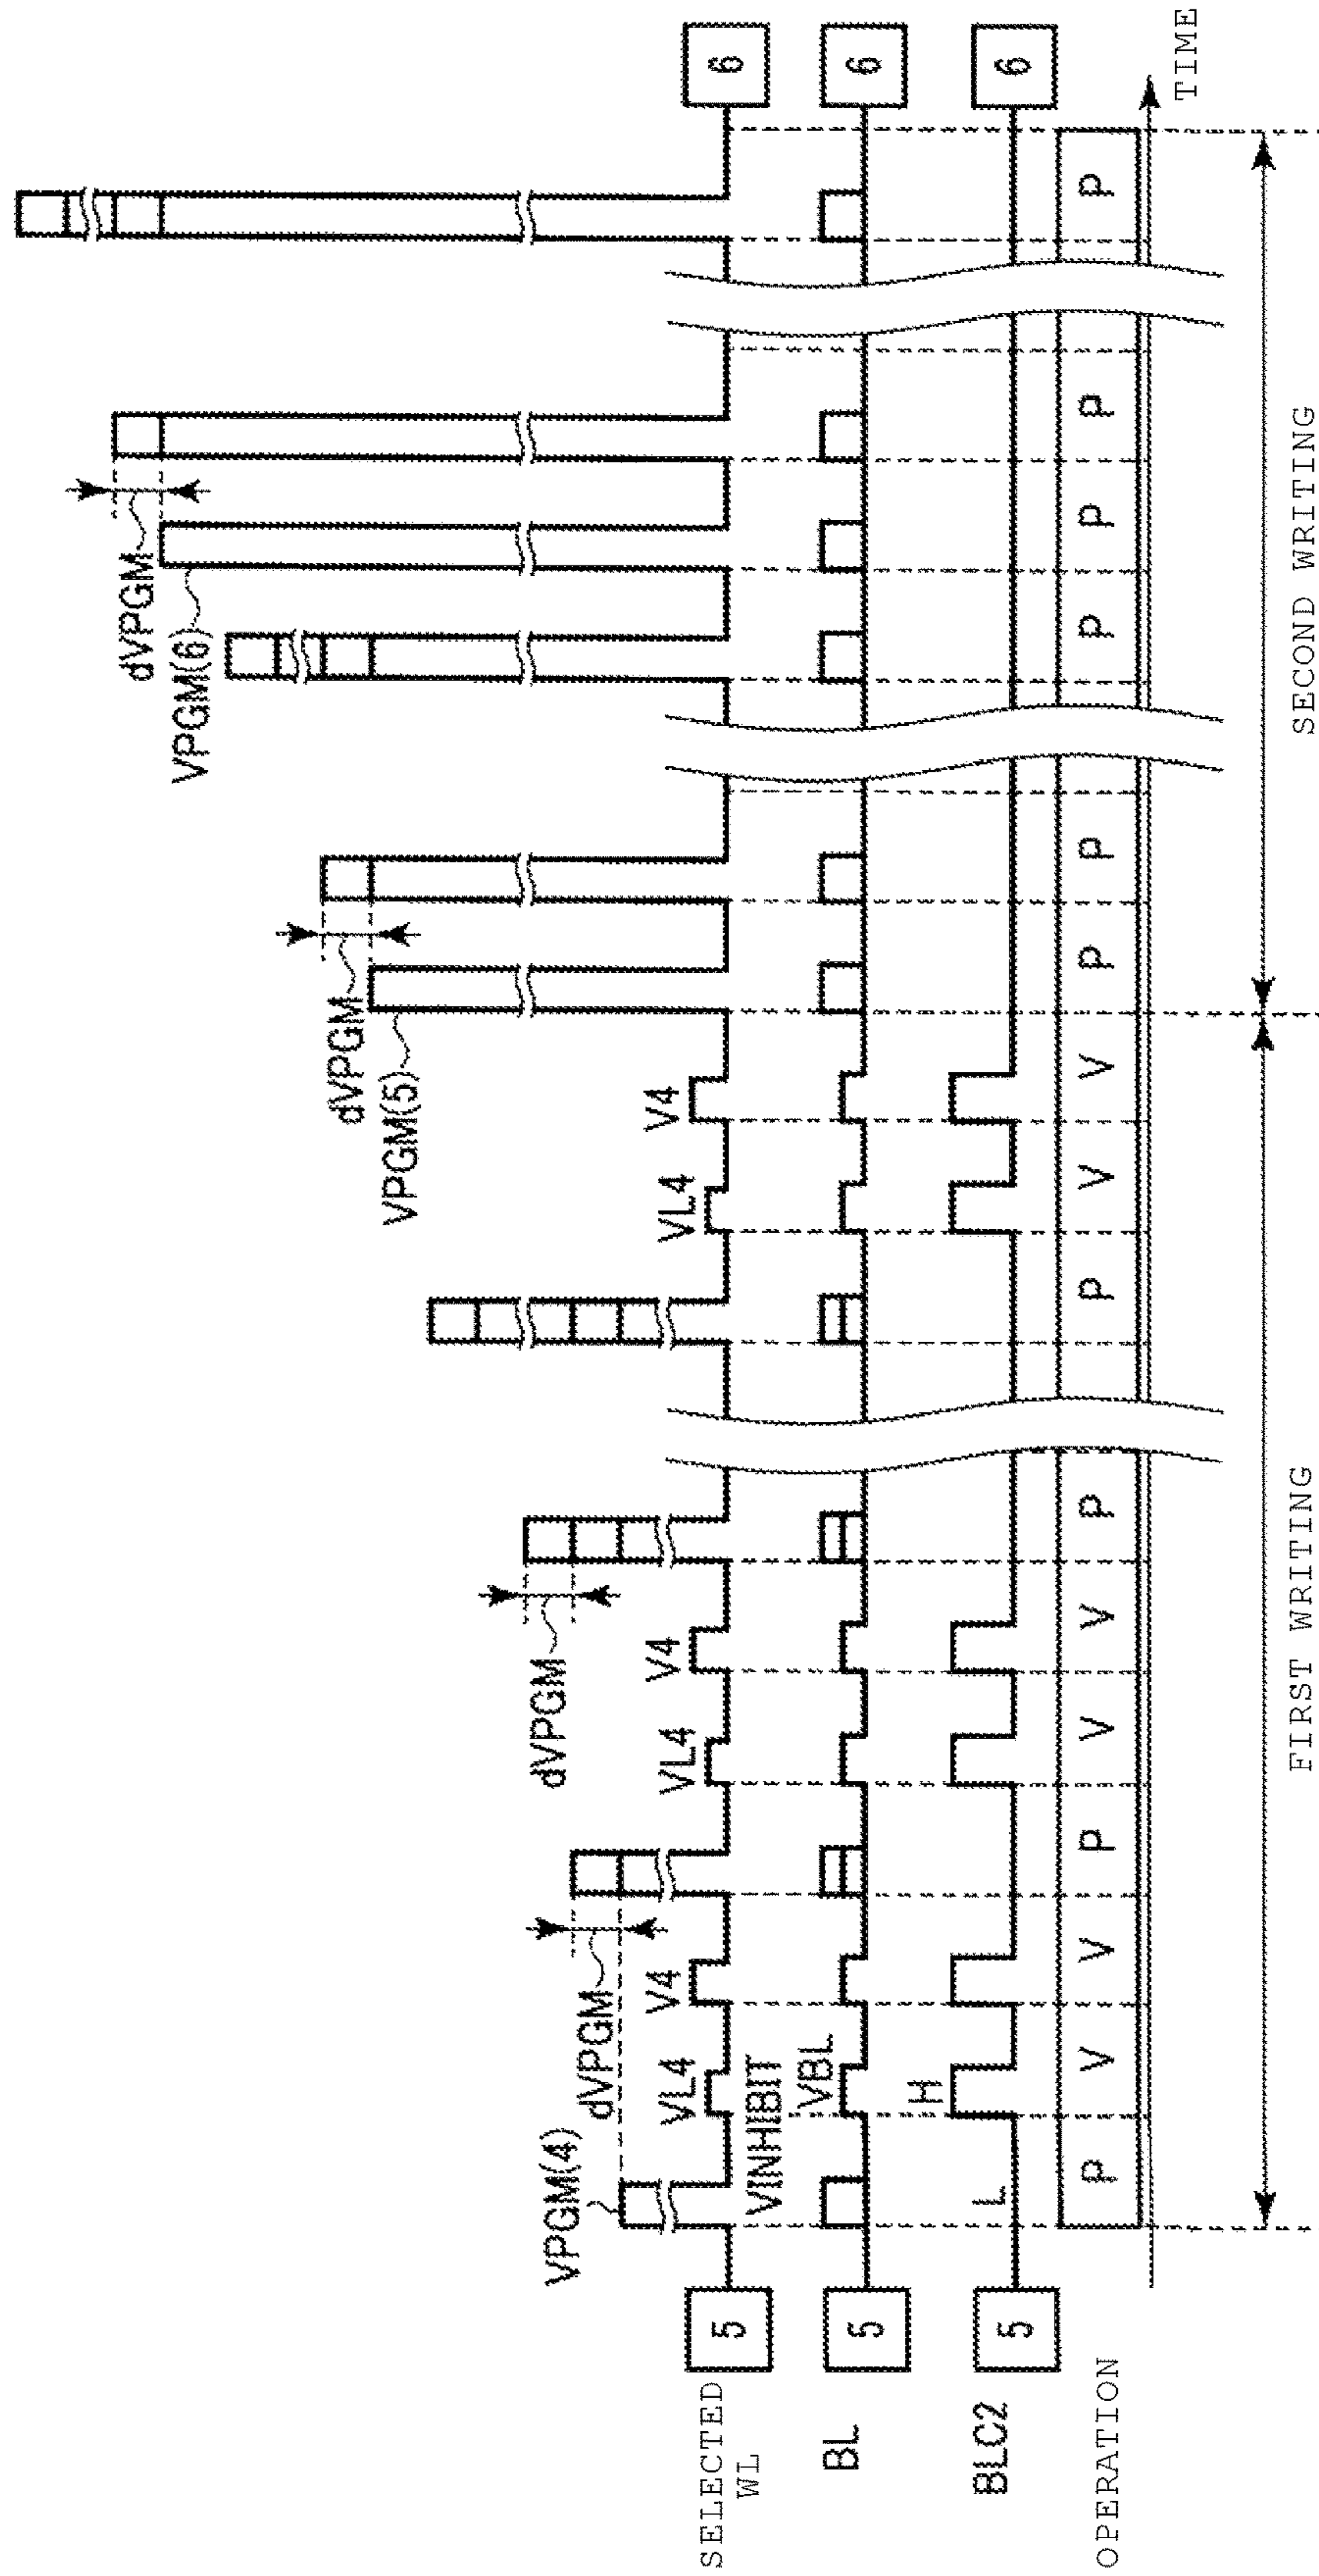 dVPGM
VPGM(6)
dVPGM
VPGM(5)
dVPGM
VPGM(4)
dVPGM
VL4 V4 VL4 V4 VL4 V4
SELECTED
WL
5 6
VINHIBIT
VBL
BL 5 6
H
L
BLC2 5 6
OPERATION P V V P V V P P V V P P P P P P
TIME
FIRST WRITING SECOND WRITING